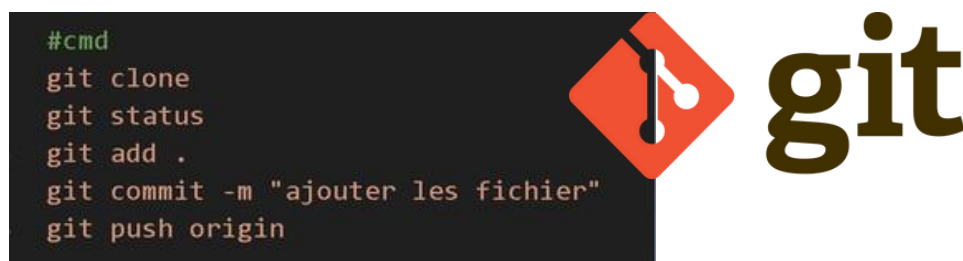 #cmd
git clone
git status
git add .
git commit -m "ajouter les fichier"
git push origin
git